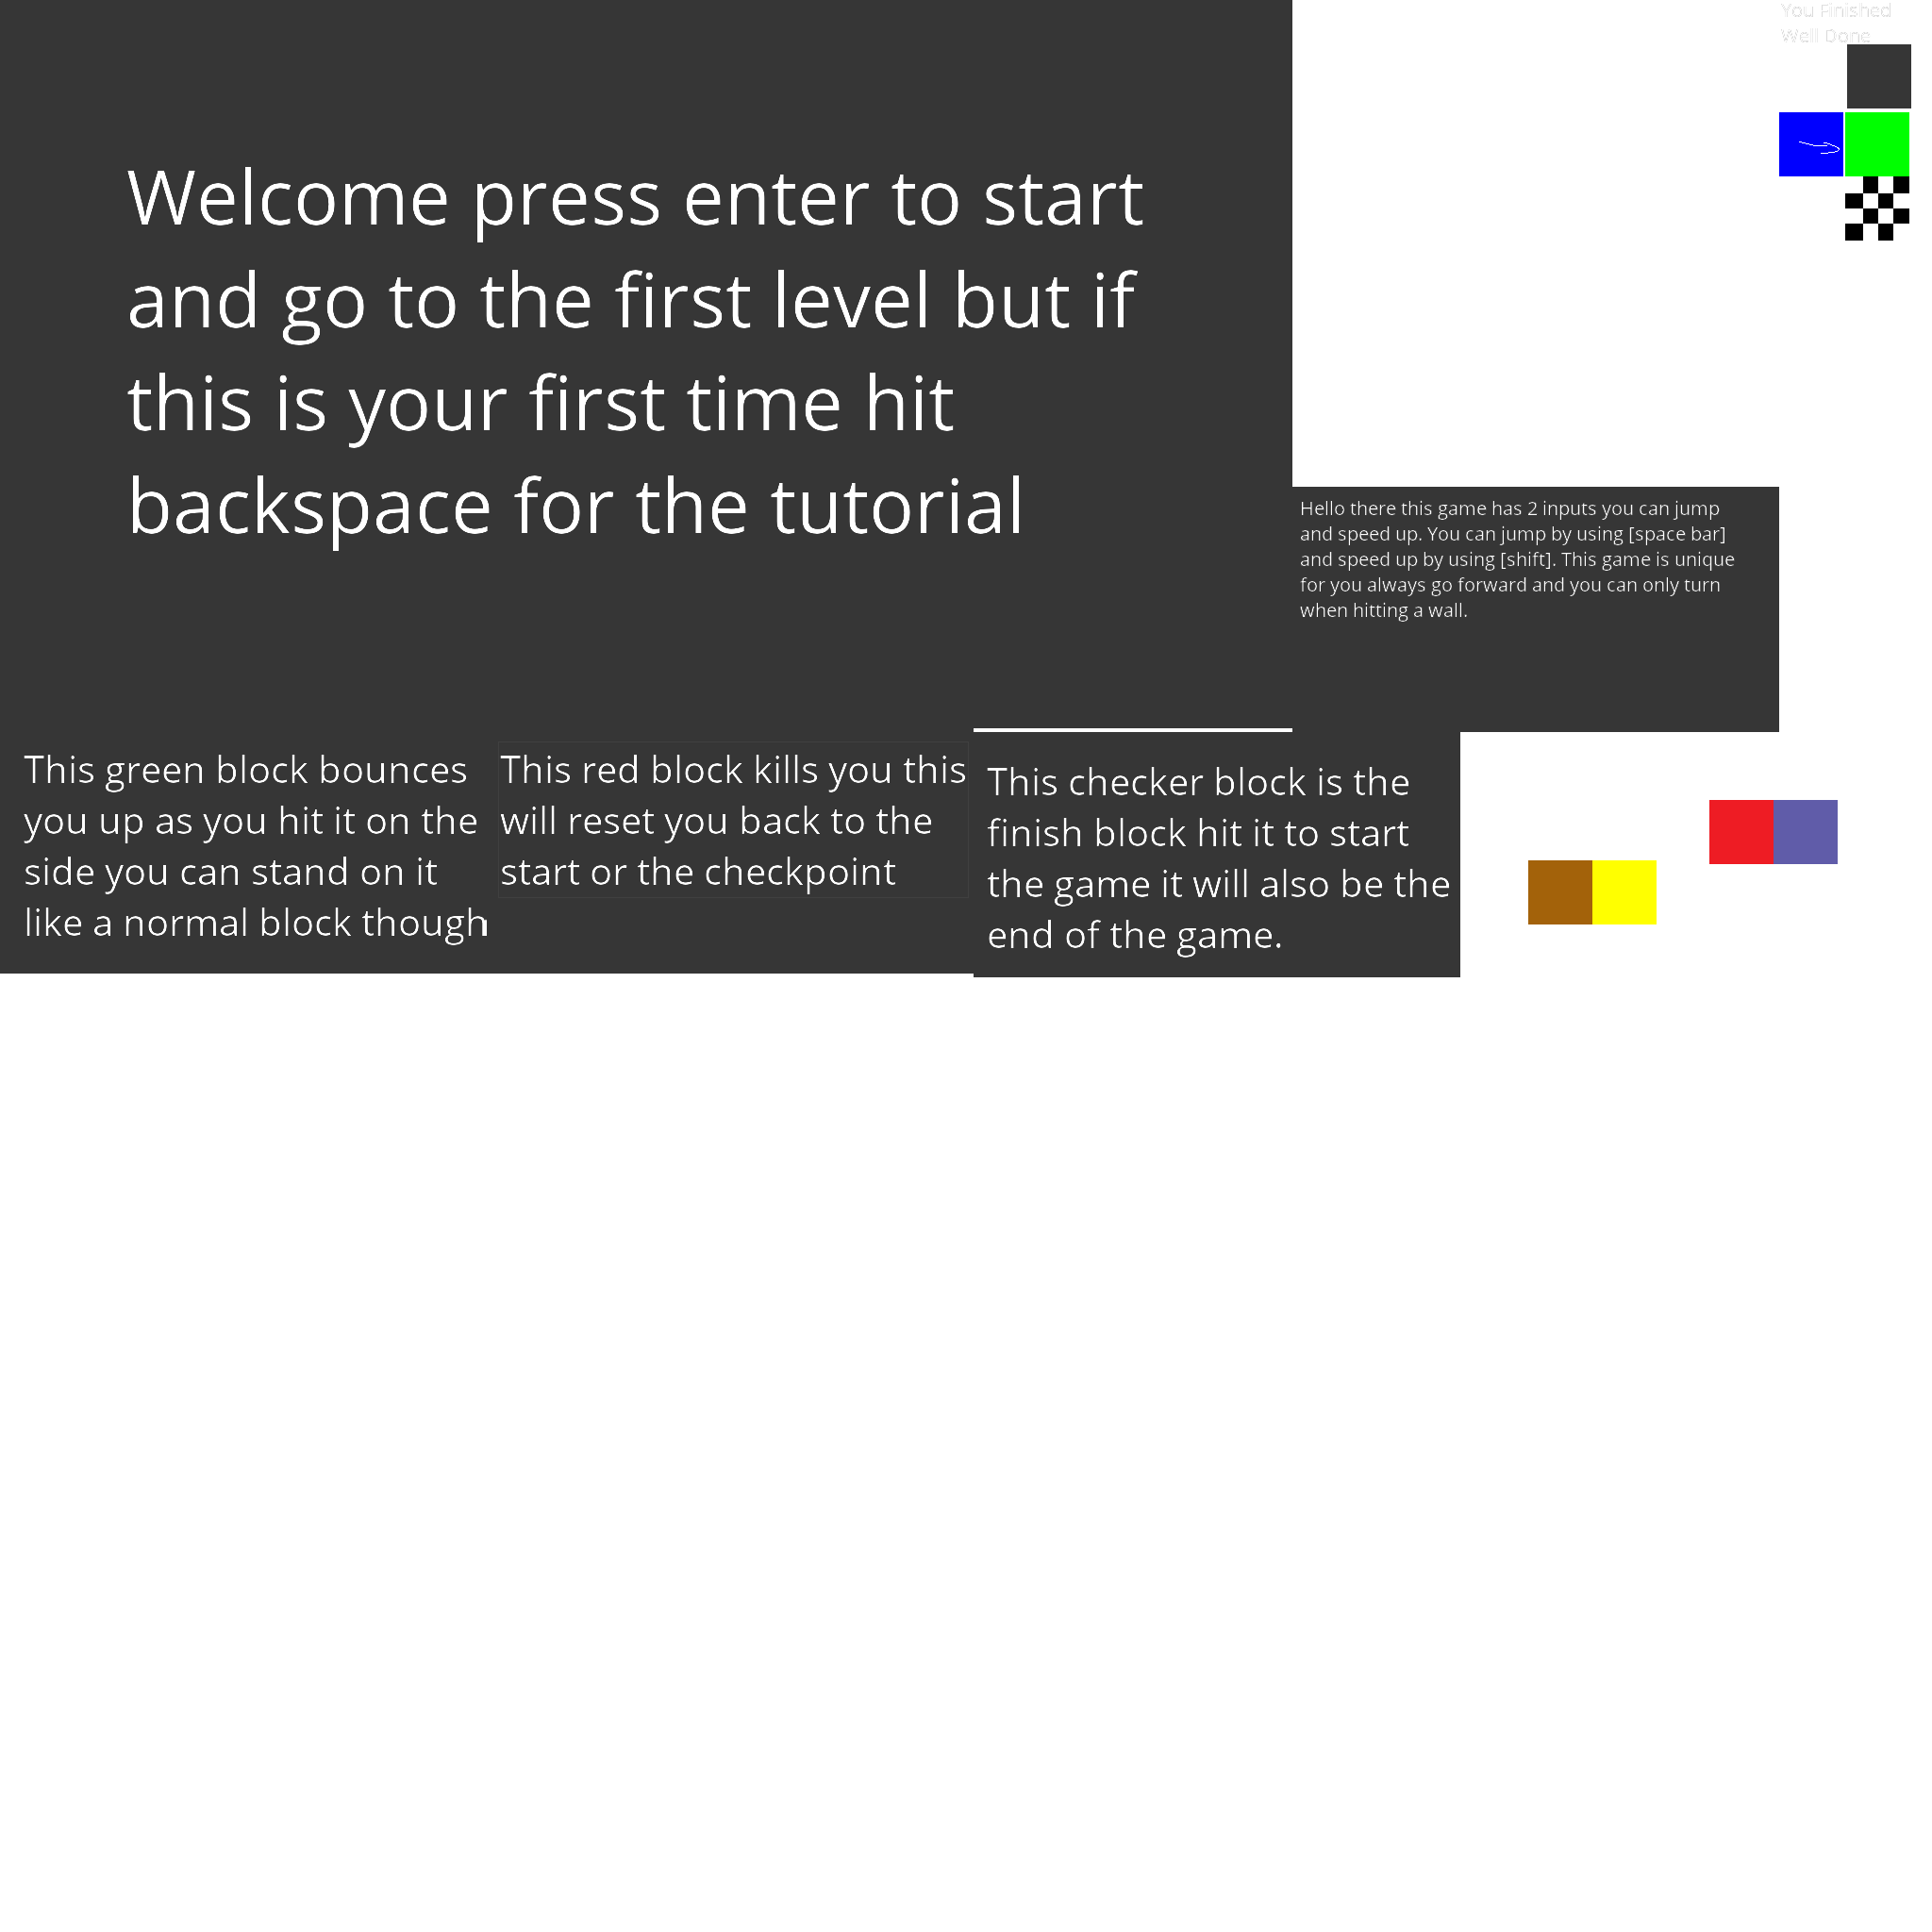 Welcome press enter to start
and go to the first level but if
this is your first time hit
backspace for the tutorial
You Finished
Well Done
Hello there this game has 2 inputs you can jump
and speed up. You can jump by using [space bar]
and speed up by using [shift]. This game is unique
for you always go forward and you can only turn
when hitting a wall.
This green block bounces
you up as you hit it on the
side you can stand on it
like a normal block though
This red block kills you this
will reset you back to the
start or the checkpoint
This checker block is the
finish block hit it to start
the game it will also be the
end of the game.